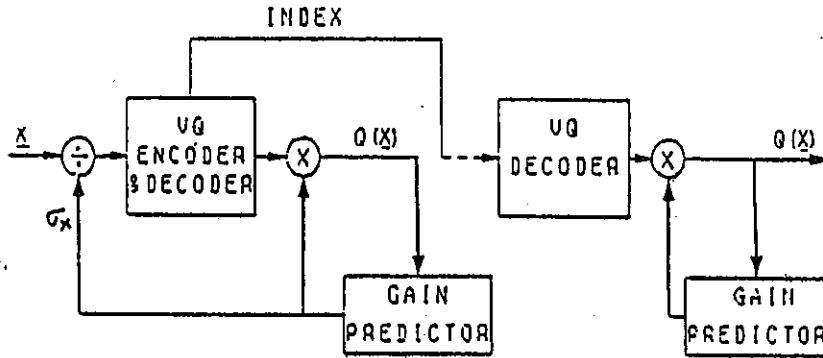 INDEX
X
÷
VQ
ENCODER
& DECODER
X
Q(X)
σx
GAIN
PREDICTOR
VQ
DECODER
X
Q(X)
GAIN
PREDICTOR